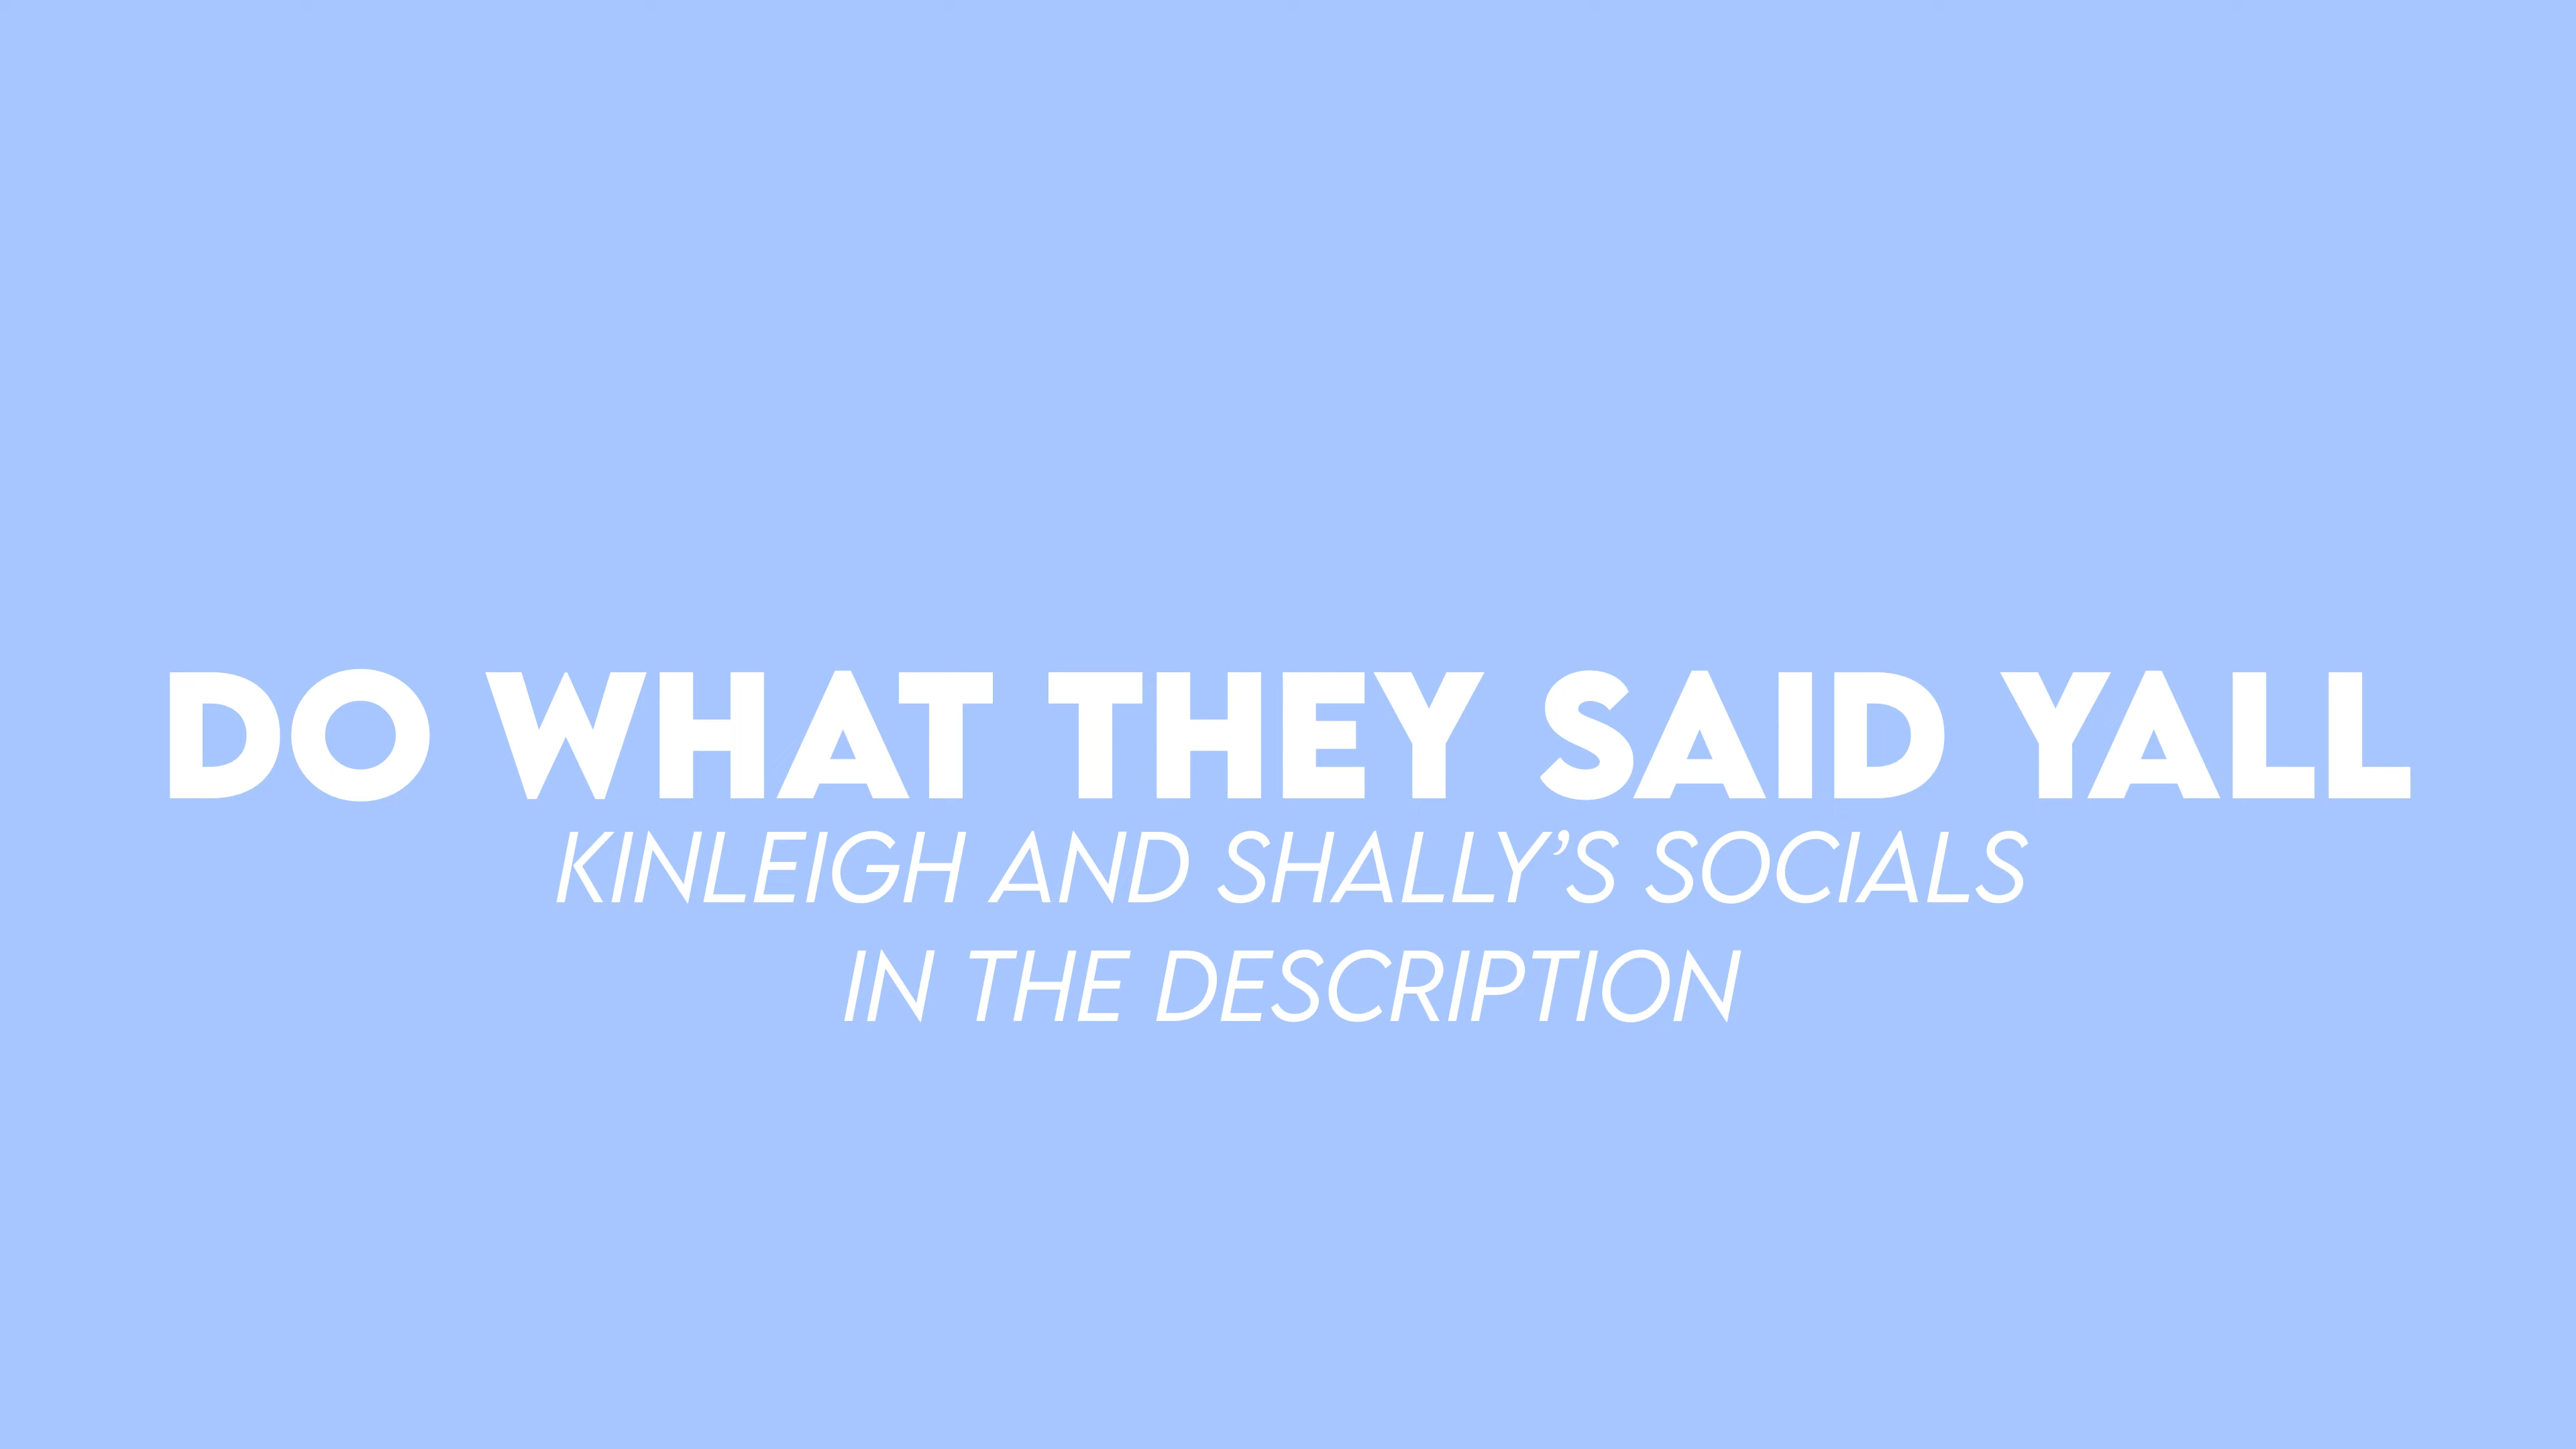 DO WHAT THEY SAID YALL
KINLEIGH AND SHALLY’S SOCIALS
IN THE DESCRIPTION